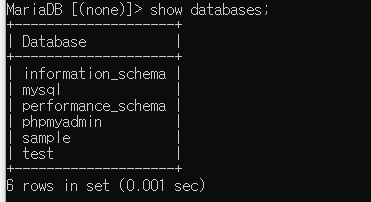 MariaDB [(none)]> show databases;
+--------------------+
| Database           |
+--------------------+
| information_schema |
| mysql              |
| performance_schema |
| phpmyadmin         |
| sample             |
| test               |
+--------------------+
6 rows in set (0.001 sec)